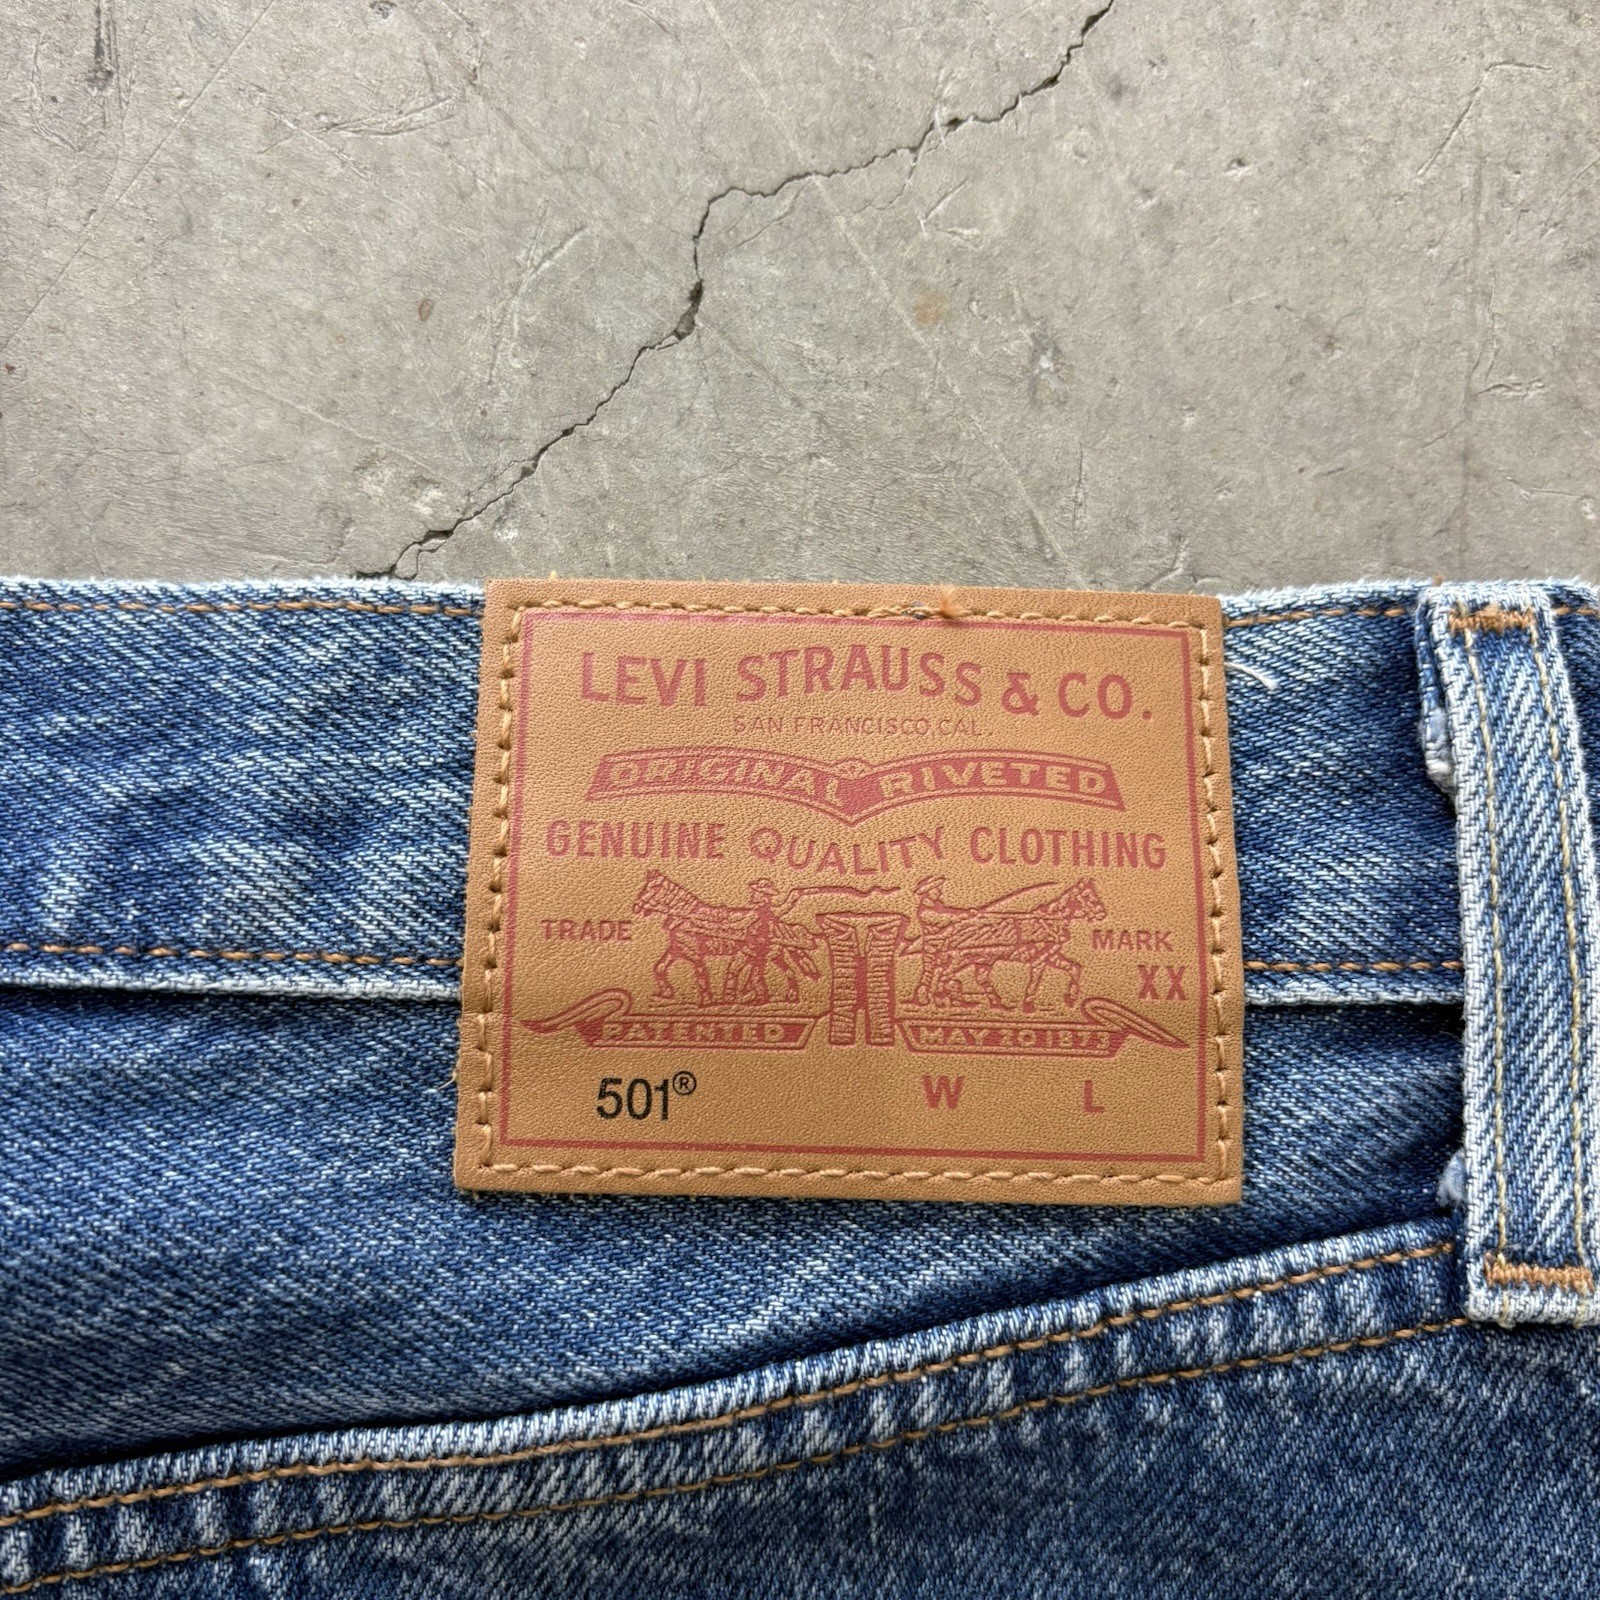 LEVI STRAUSS & CO.
SAN FRANCISCO, CAL.
ORIGINAL RIVETED
GENUINE QUALITY CLOTHING
TRADE MARK
XX
PATENTED MAY 20 1873
501® W L